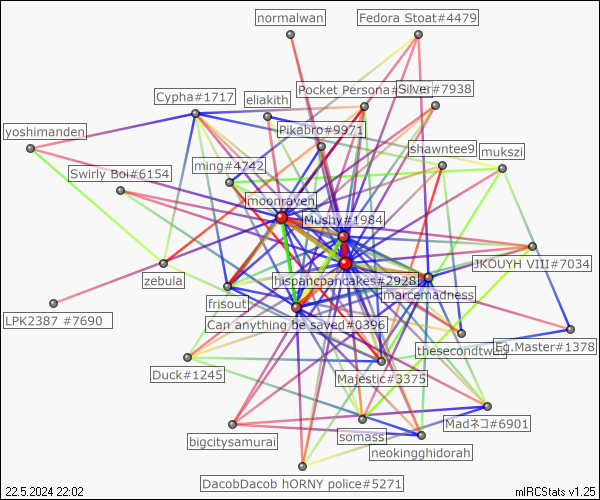 normalwan
Fedora Stoat#4479
Pocket Persona#
Silver#7938
Cypha#1717
eliakith
Pikabro#9971
yoshimanden
shawntee9
mukszi
ming#4742
Swirly Boi#6154
moonraven
Mushy#1984
JKOUYH VIII#7034
zebula
hispancpancakes#2928
marcemadness
frisout
LPK2387 #7690
Can anything be saved#0396
thesecondtwin
Eg.Master#1378
Duck#1245
Majestic#3375
Madネコ#6901
somass
bigcitysamurai
neokingghidorah
DacobDacob hORNY police#5271
22.5.2024 22:02
mIRCStats v1.25